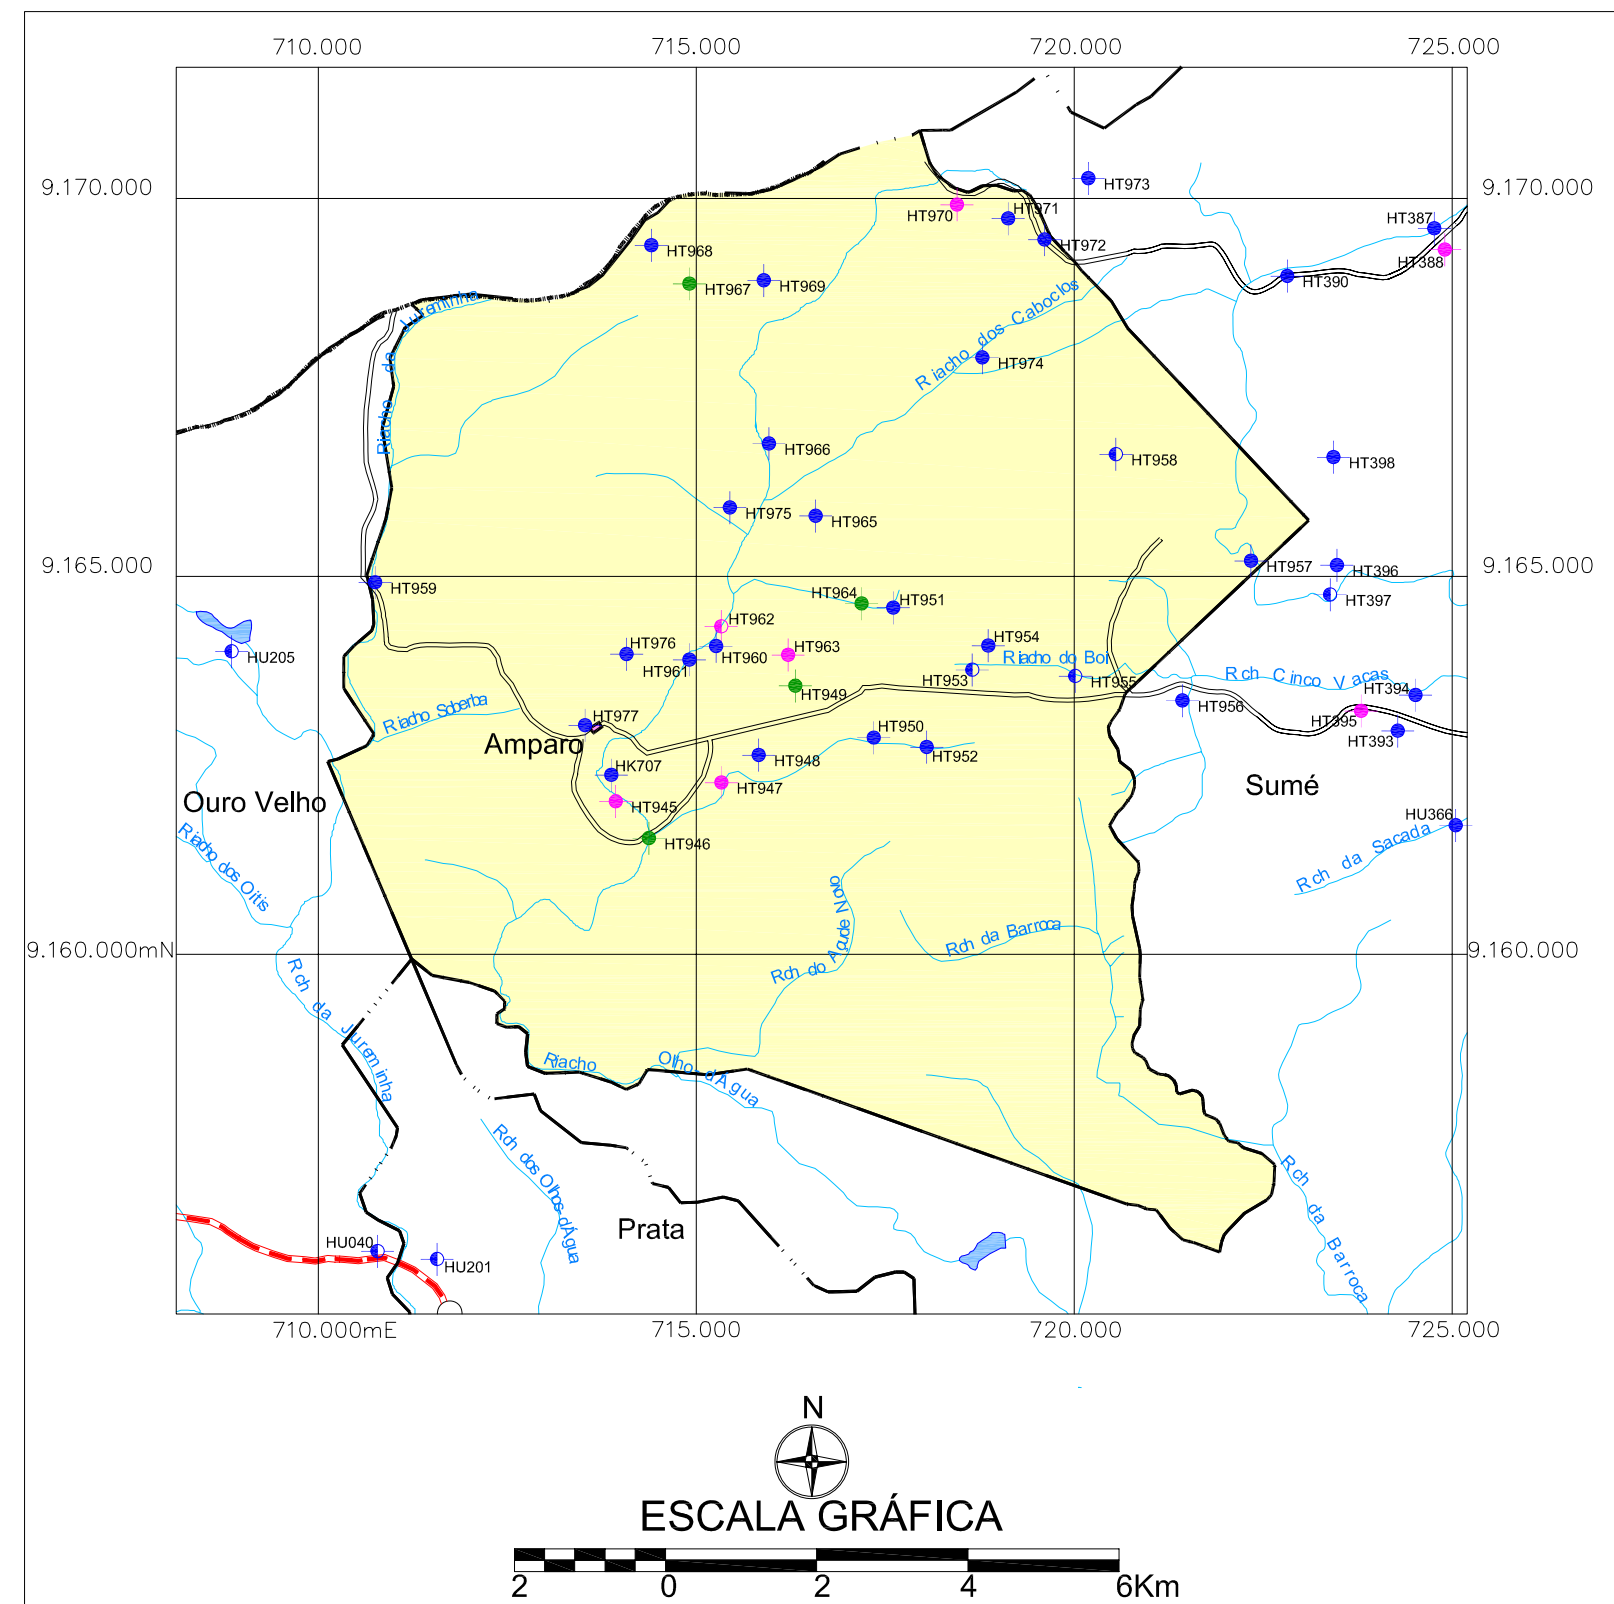 710.000 715.000 720.000 725.000
9.170.000 9.170.000
HT973
HT970 HT971
HT387
HT972
HT968
HT388
HT967 HT969
HT390
Riacho da Jureminha
Riacho dos Caboclos
HT974
HT966
HT958 HT398
HT975 HT965
9.165.000 9.165.000
HT957 HT396
HT959
HT964 HT951
HT397
HT962
HT976 HT963 HT954
HU205
HT961 HT960
Riacho do Boi
HT953 HT955
Rch Cinco Vacas
HT949
HT394
Riacho Soberba
HT956
HT395
HT977
HT950
HT393
Amparo
HT948 HT952
HK707
Sumé
HT947
Ouro Velho
HT945
HU366
HT946
Riacho dos Oitis
Rch da Sacada
Rch do Açude Novo
Rch da Barroca
9.160.000mN 9.160.000
Rch da Jureminha
Riacho Olho-d'Água
Rch dos Olhos-d'Água
Rch da Barroca
Prata
HU040
HU201
710.000mE 715.000 720.000 725.000
N
ESCALA GRÁFICA
2 0 2 4 6Km